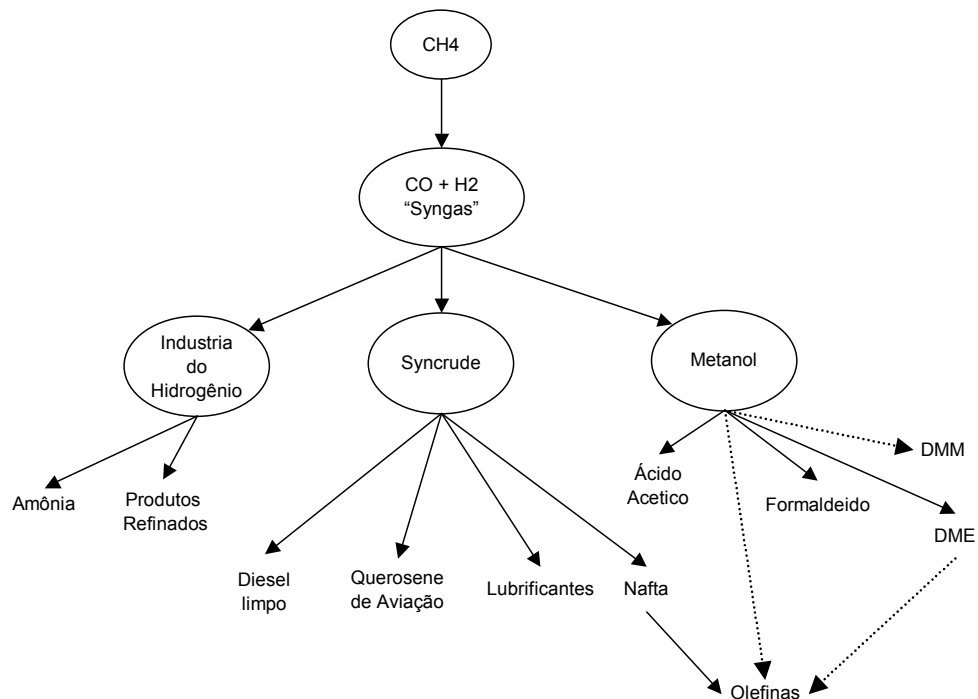 CH4
CO + H2
“Syngas”
Industria
do
Hidrogênio
Syncrude
Metanol
Amônia
Produtos
Refinados
Diesel
limpo
Querosene
de Aviação
Lubrificantes
Nafta
Ácido
Acetico
Formaldeido
DMM
DME
Olefinas